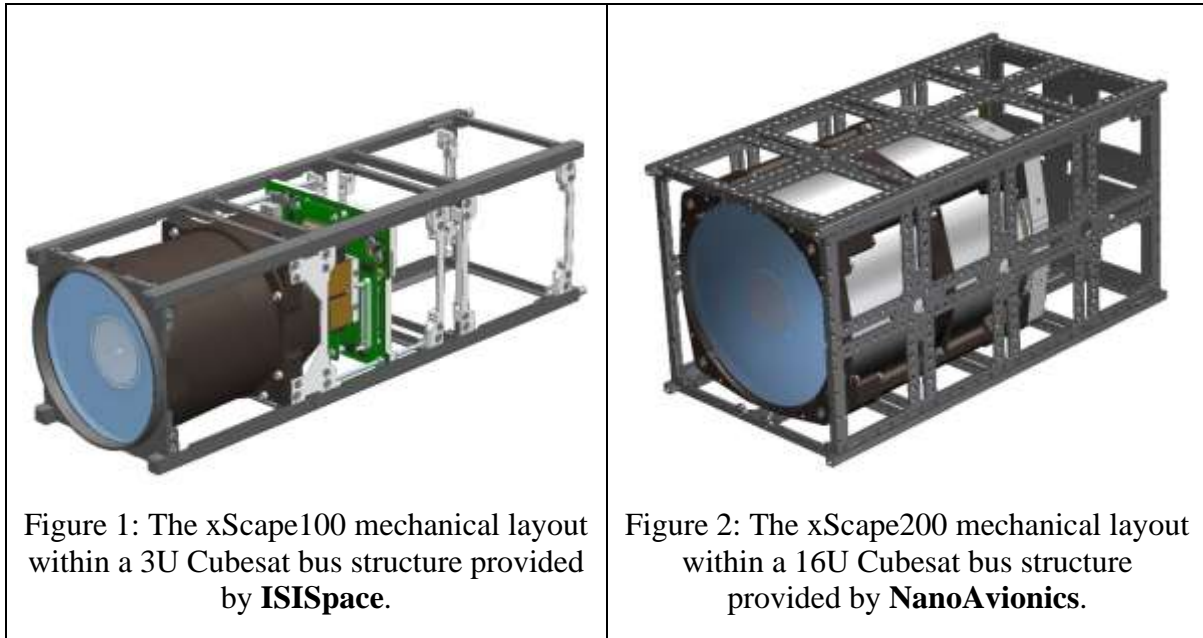 Figure 1: The xScape100 mechanical layout
within a 3U Cubesat bus structure provided
by ISISpace.
Figure 2: The xScape200 mechanical layout
within a 16U Cubesat bus structure
provided by NanoAvionics.